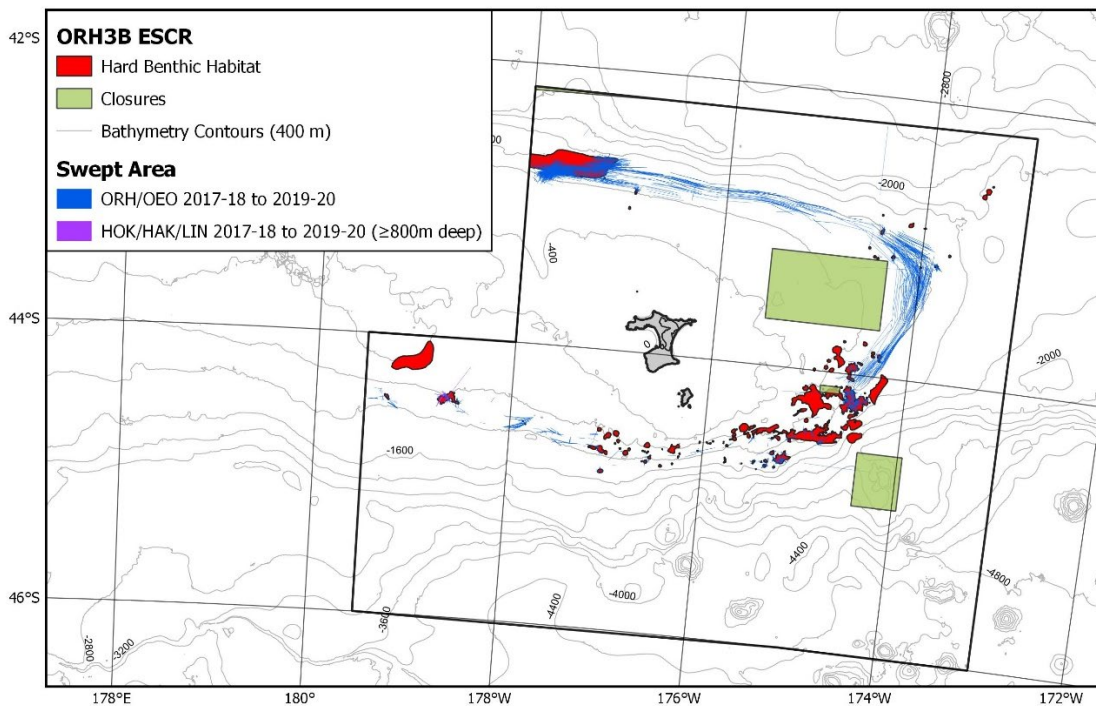 42°S
44°S
46°S
ORH3B ESCR
Hard Benthic Habitat
Closures
Bathymetry Contours (400 m)
Swept Area
ORH/OEO 2017-18 to 2019-20
HOK/HAK/LIN 2017-18 to 2019-20 (≥800m deep)
-2800
00
-2000
-400
0
-2000
-1600
-4400
-4800
-4000
-4400
-3600
-2800
-3200
178°E
180°
178°W
176°W
174°W
172°W